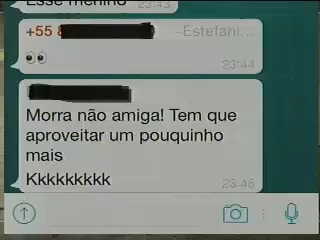 Esse menino 23:43
+55 8 ~Estefani...
👀
23:44
Morra não amiga! Tem que
aproveitar um pouquinho
mais
Kkkkkkkkk
23:45